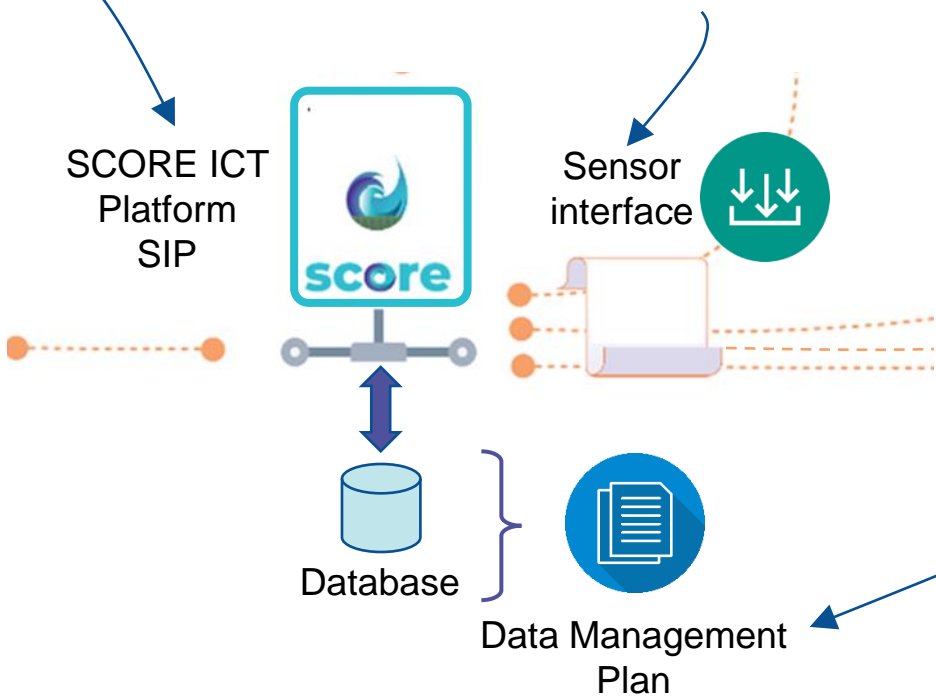 SCORE ICT
Platform
SIP
score
Sensor
interface
Database
Data Management
Plan